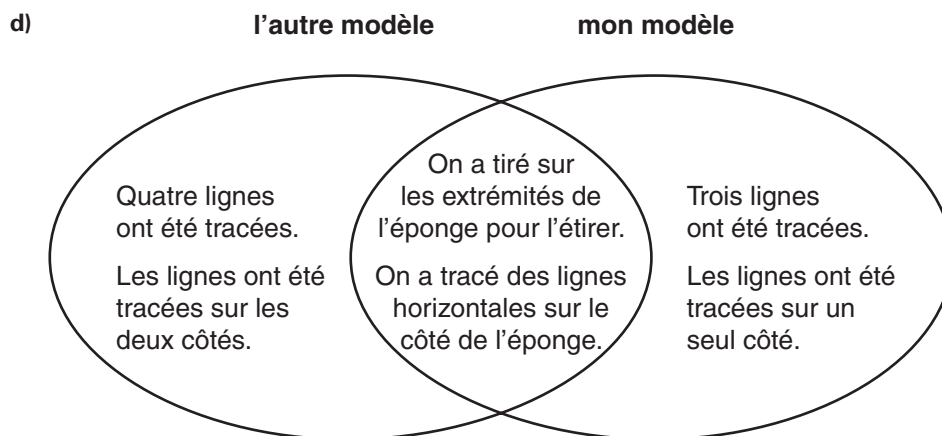 d)
l'autre modèle
mon modèle
Quatre lignes
ont été tracées.
Les lignes ont été
tracées sur les
deux côtés.
On a tiré sur
les extrémités de
l'éponge pour l'étirer.
On a tracé des lignes
horizontales sur le
côté de l'éponge.
Trois lignes
ont été tracées.
Les lignes ont été
tracées sur un
seul côté.